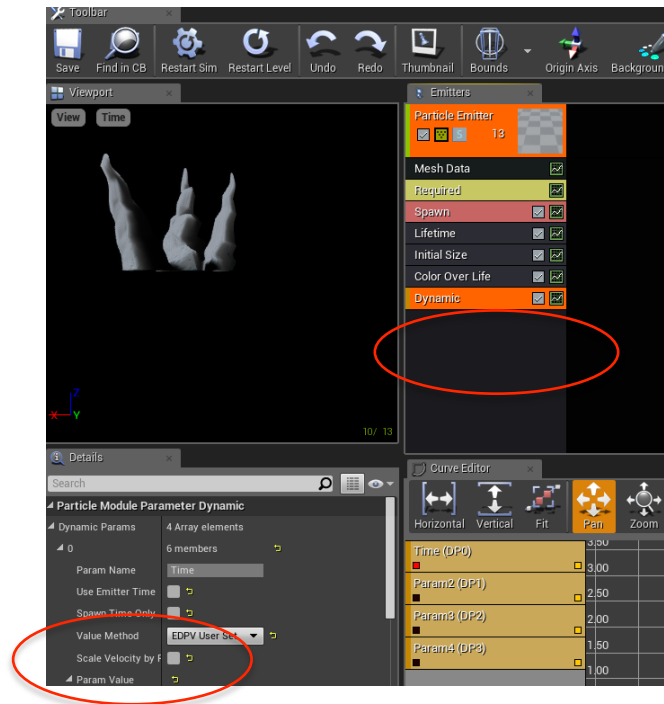 Toolbar
Save Find in CB Restart Sim Restart Level Undo Redo Thumbnail Bounds Origin Axis Background
Viewport
View Time
Z
X Y
10/ 13
Emitters
Particle Emitter
S 13
Mesh Data
Required
Spawn
Lifetime
Initial Size
Color Over Life
Dynamic
Details
Search
Particle Module Parameter Dynamic
Dynamic Params 4 Array elements
0 6 members
Param Name Time
Use Emitter Time
Spawn Time Only
Value Method EDPV User Set
Scale Velocity by P
Param Value
Curve Editor
Horizontal Vertical Fit Pan Zoom
Time (DP0)
Param2 (DP1)
Param3 (DP2)
Param4 (DP3)
3.50
3.00
2.50
2.00
1.50
1.00